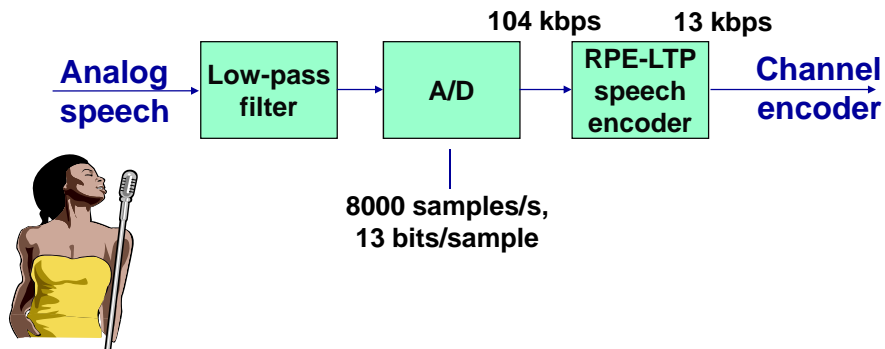 104 kbps
13 kbps
Analog
speech
Low-pass
filter
A/D
RPE-LTP
speech
encoder
Channel
encoder
8000 samples/s,
13 bits/sample